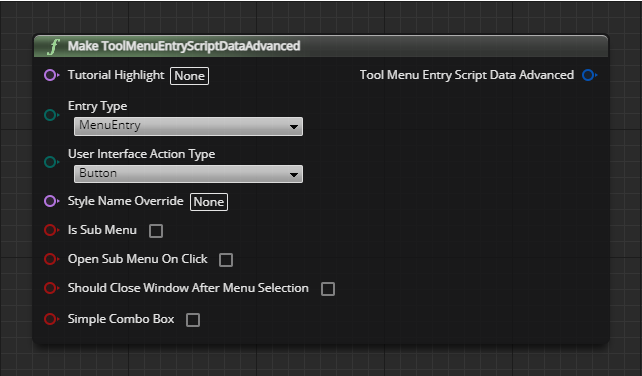 f Make ToolMenuEntryScriptDataAdvanced
Tutorial Highlight None Tool Menu Entry Script Data Advanced
Entry Type
MenuEntry
User Interface Action Type
Button
Style Name Override None
Is Sub Menu
Open Sub Menu On Click
Should Close Window After Menu Selection
Simple Combo Box